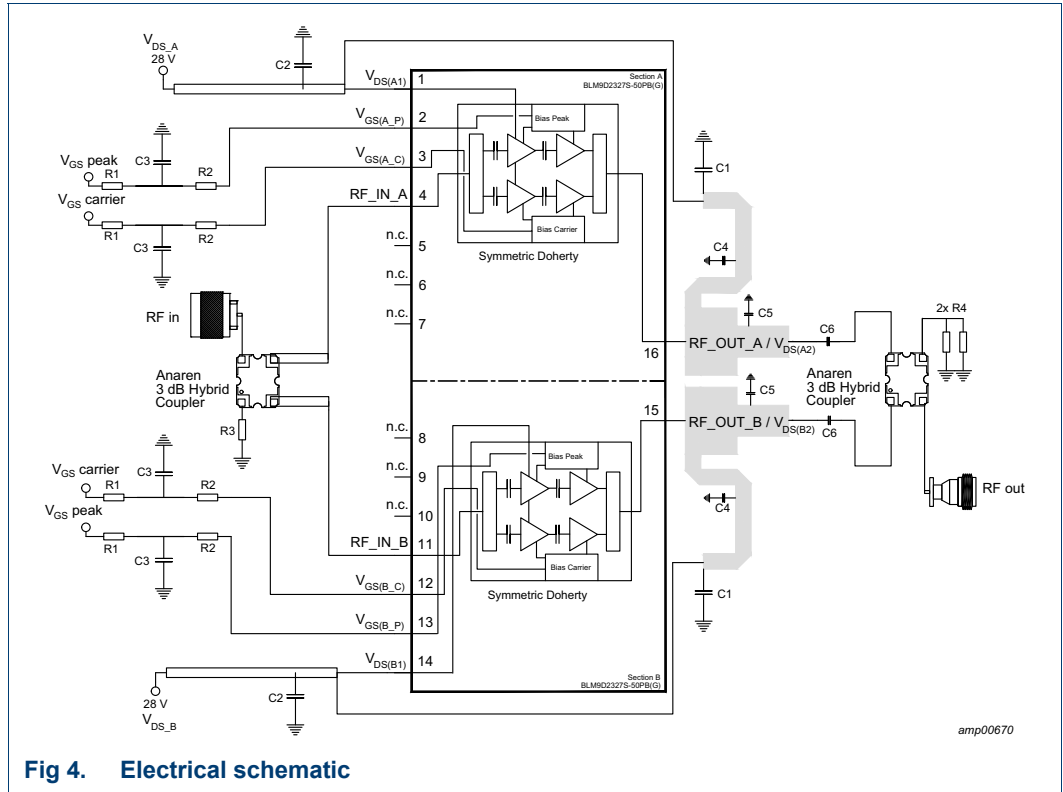 V_DS_A
28 V
C2
V_DS(A1)
1
Section A
BLM9D2327S-50PB(G)
V_GS(A_P)
2
Bias Peak
C3
V_GS peak
R1
R2
V_GS(A_C)
3
V_GS carrier
R1
R2
C3
RF_IN_A
4
Bias Carrier
Symmetric Doherty
C1
C4
n.c.
5
n.c.
6
n.c.
7
RF in
Anaren
3 dB Hybrid
Coupler
R3
16
RF_OUT_A / V_DS(A2)
C5
C6
2x R4
Anaren
3 dB Hybrid
Coupler
15
RF_OUT_B / V_DS(B2)
C5
C6
RF out
n.c.
8
n.c.
9
n.c.
10
Bias Peak
Bias Carrier
Symmetric Doherty
C4
C1
V_GS carrier
R1
C3
R2
V_GS peak
R1
C3
R2
RF_IN_B
11
V_GS(B_C)
12
V_GS(B_P)
13
V_DS(B1)
14
C2
28 V
V_DS_B
Section B
BLM9D2327S-50PB(G)
amp00670
Fig 4. Electrical schematic